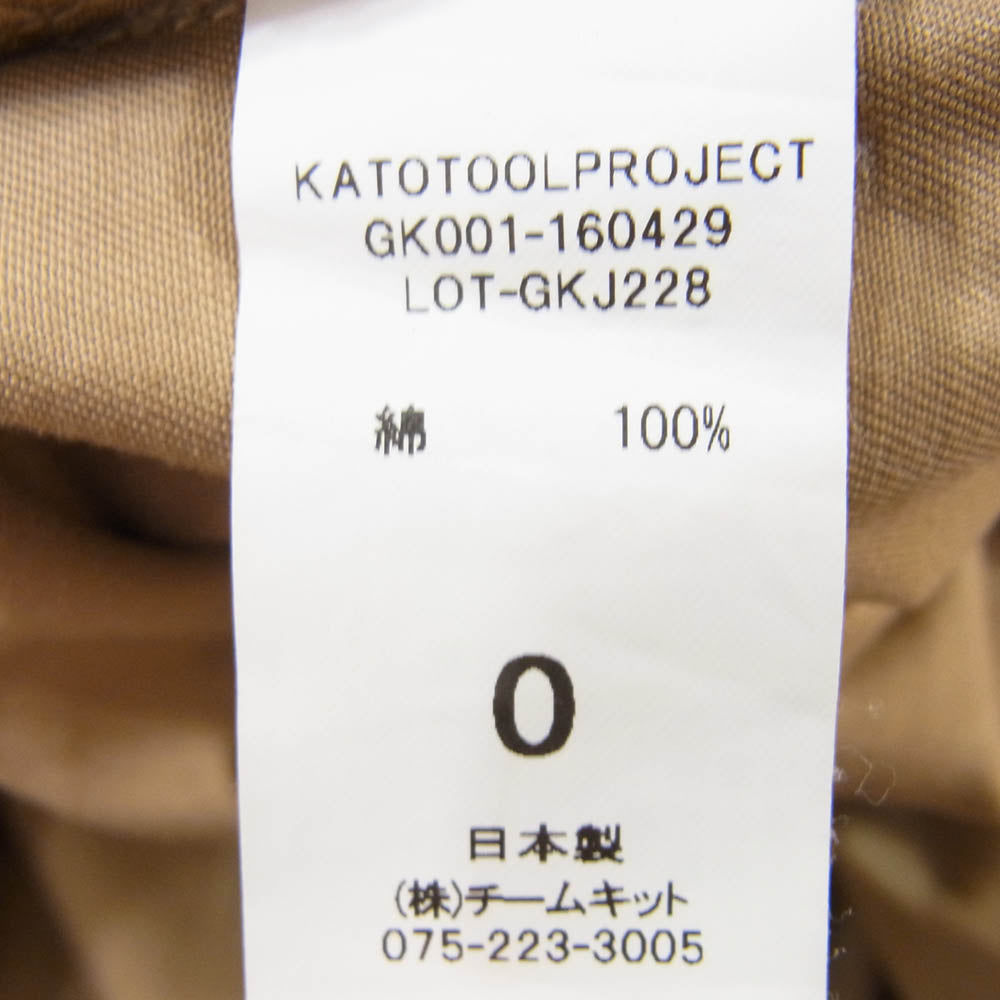 KATOTOOLPROJECT
GK001-160429
LOT-GKJ228
綿 100%
0
日本製
(株)チームキット
075-223-3005